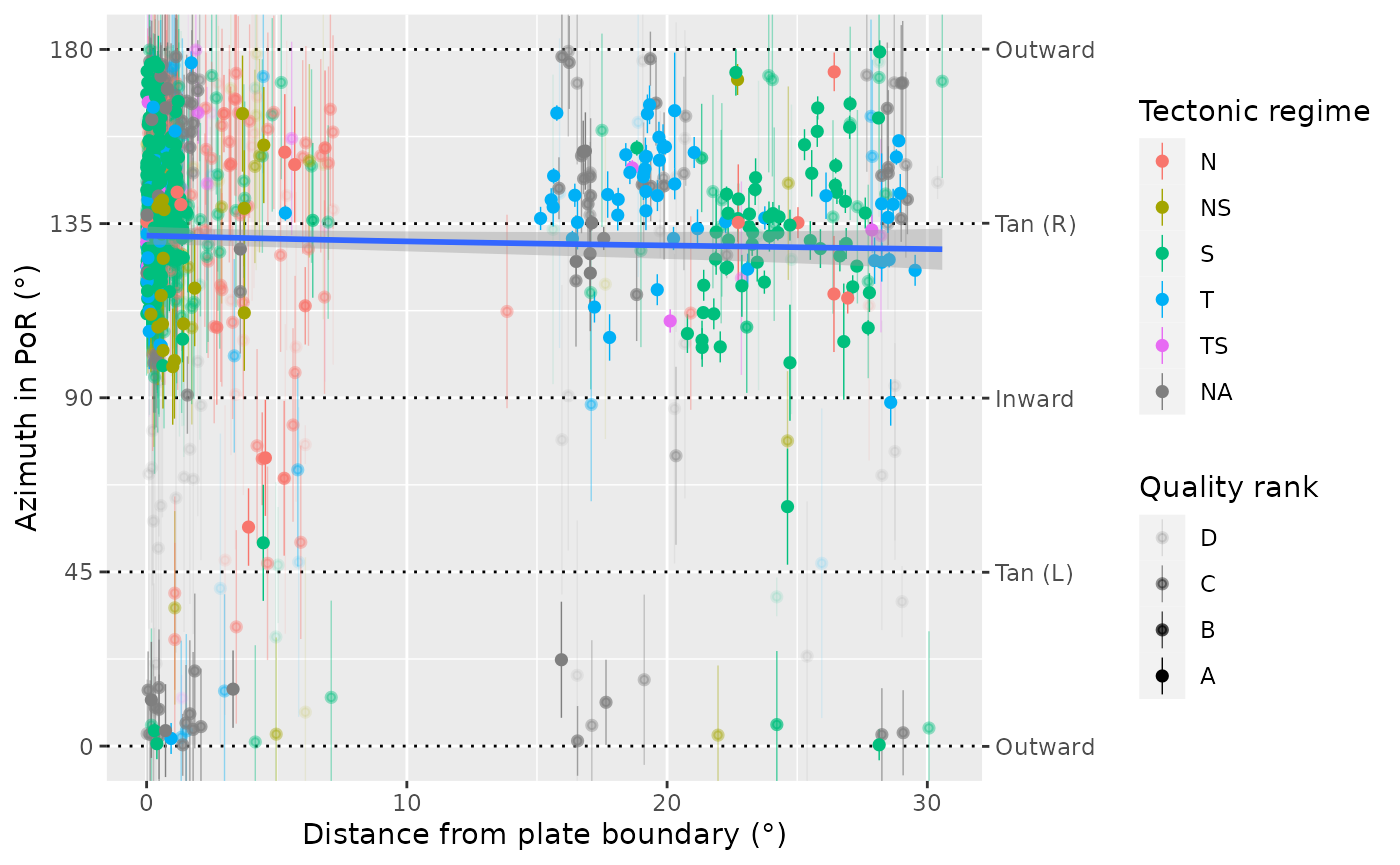 180
135
90
45
0
Azimuth in PoR (°)
Outward
Tan (R)
Inward
Tan (L)
Outward
0
10
20
30
Distance from plate boundary (°)
Tectonic regime
N
NS
S
T
TS
NA
Quality rank
D
C
B
A